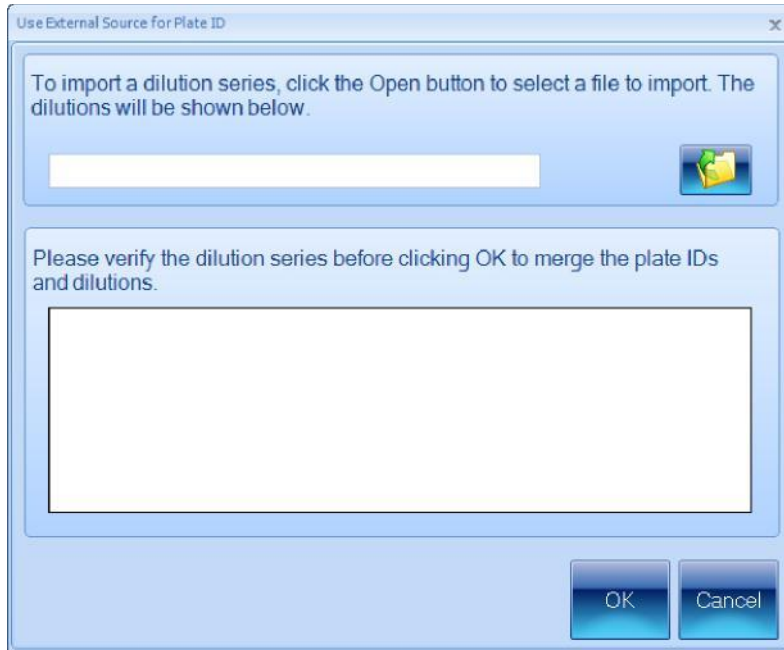 Use External Source for Plate ID
To import a dilution series, click the Open button to select a file to import. The
dilutions will be shown below.
Please verify the dilution series before clicking OK to merge the plate IDs
and dilutions.
OK
Cancel